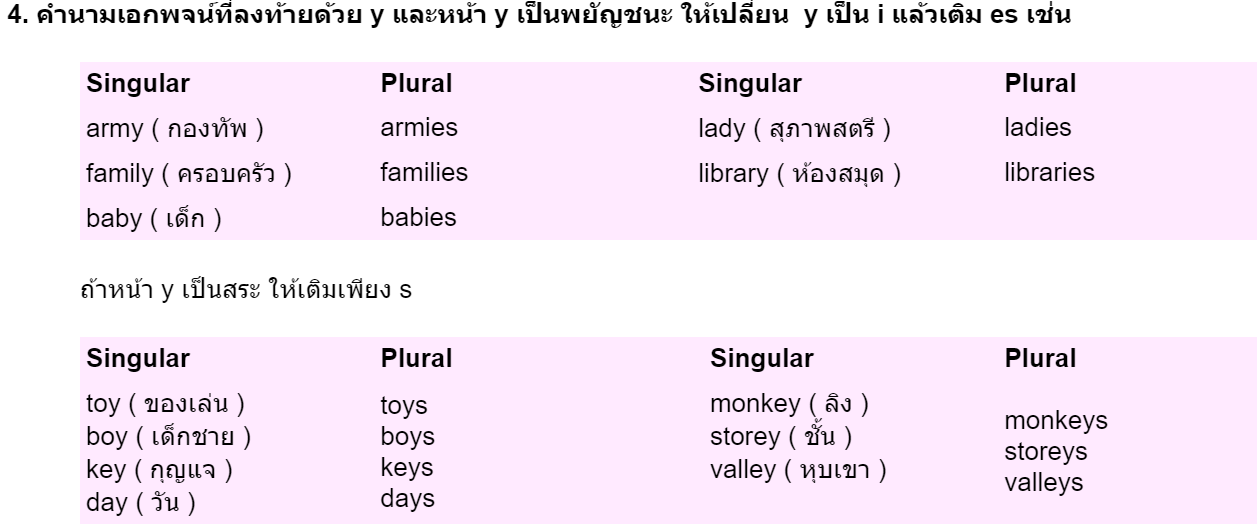 4. คำนามเอกพจน์ที่ลงท้ายด้วย y และหน้า y เป็นพยัญชนะ ให้เปลี่ยน y เป็น i แล้วเติม es เช่น
Singular Plural Singular Plural
army ( กองทัพ ) armies lady ( สุภาพสตรี ) ladies
family ( ครอบครัว ) families library ( ห้องสมุด ) libraries
baby ( เด็ก ) babies
ถ้าหน้า y เป็นสระ ให้เติมเพียง s
Singular Plural Singular Plural
toy ( ของเล่น ) toys monkey ( ลิง ) monkeys
boy ( เด็กชาย ) boys storey ( ชั้น ) storeys
key ( กุญแจ ) keys valley ( หุบเขา ) valleys
day ( วัน ) days